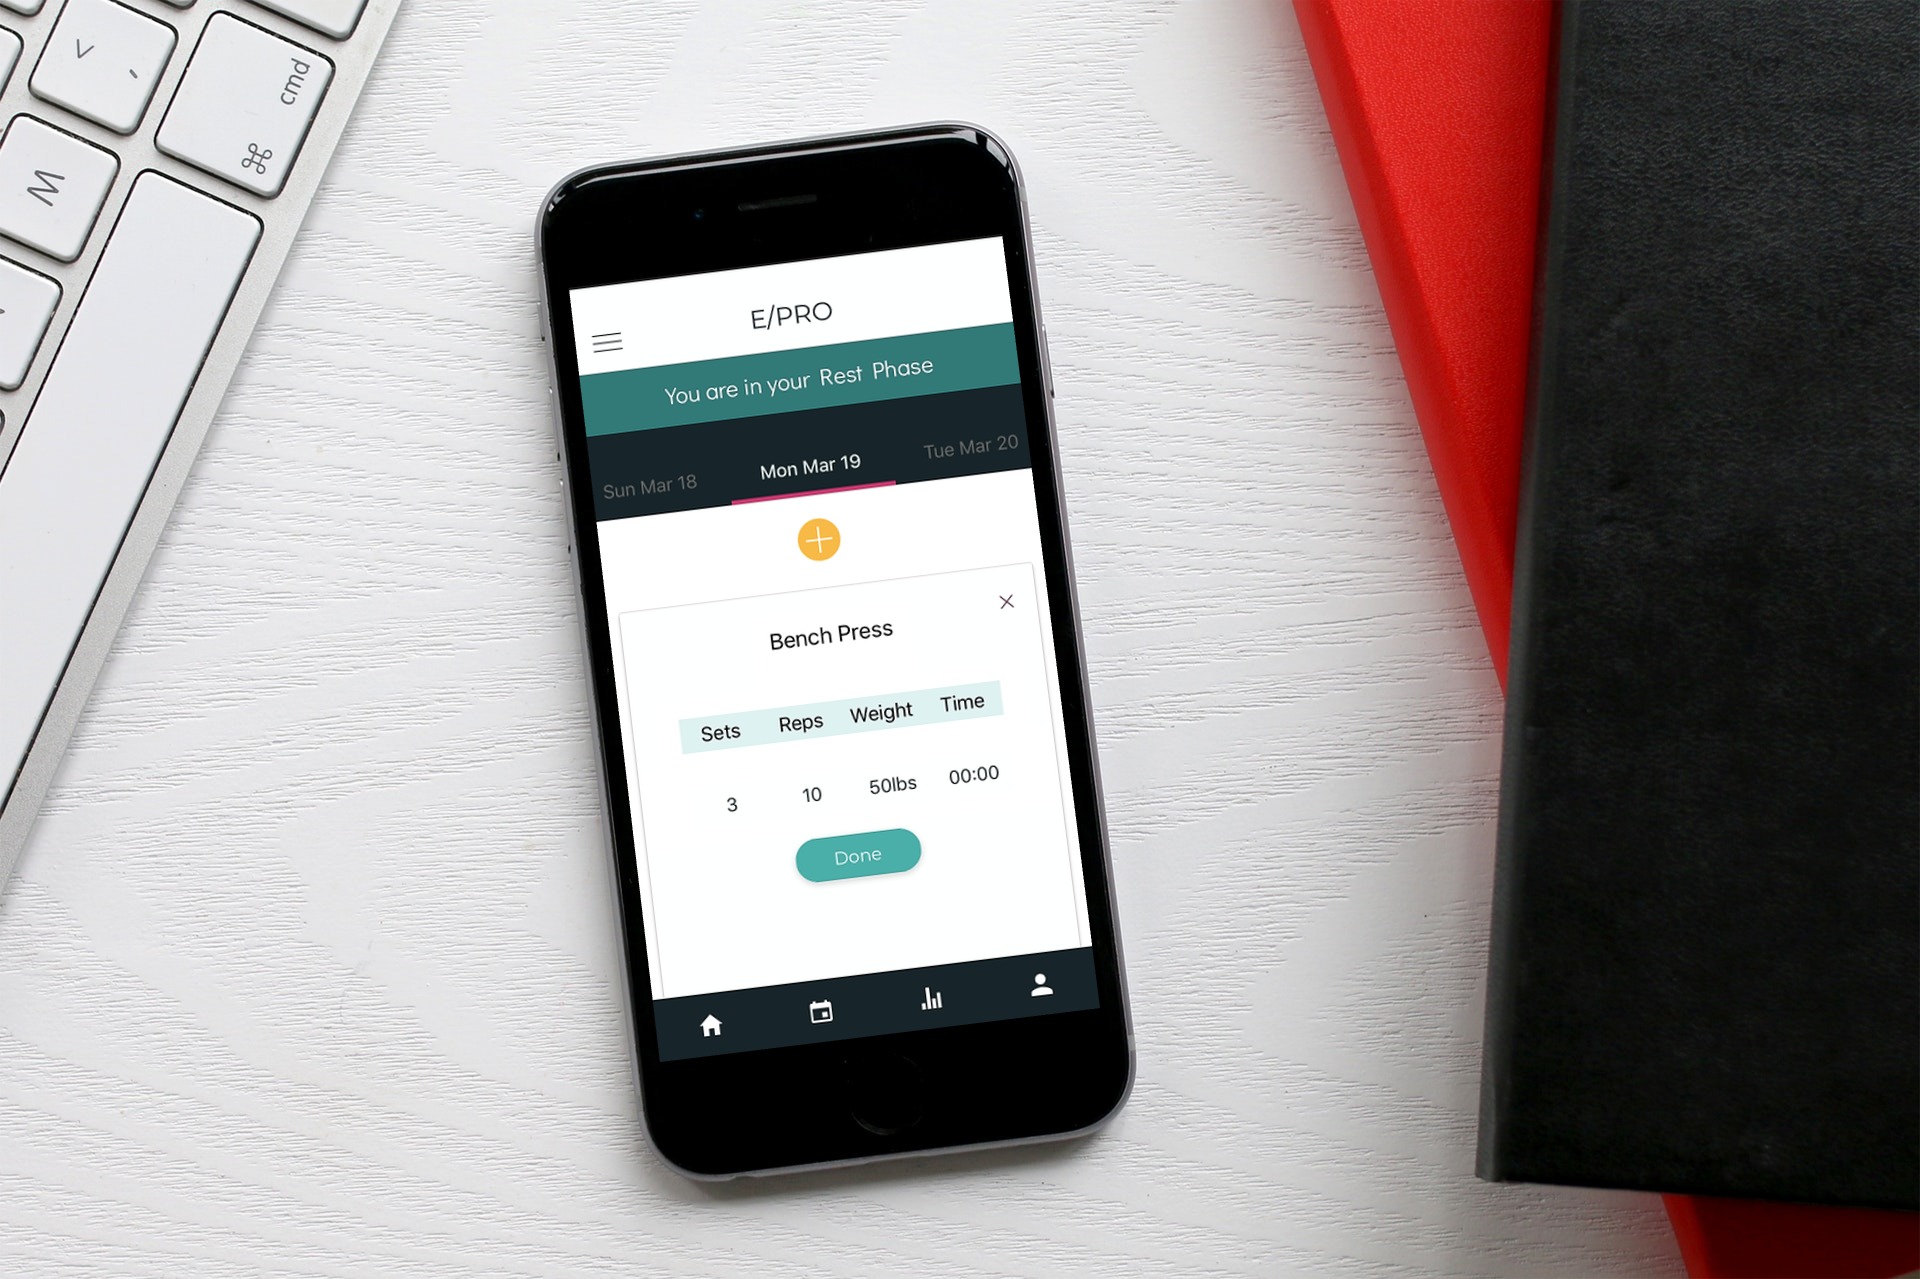 <
,
cmd
⌘
M
E/PRO
You are in your Rest Phase
Sun Mar 18
Mon Mar 19
Tue Mar 20
Bench Press
Sets Reps Weight Time
3 10 50lbs 00:00
Done